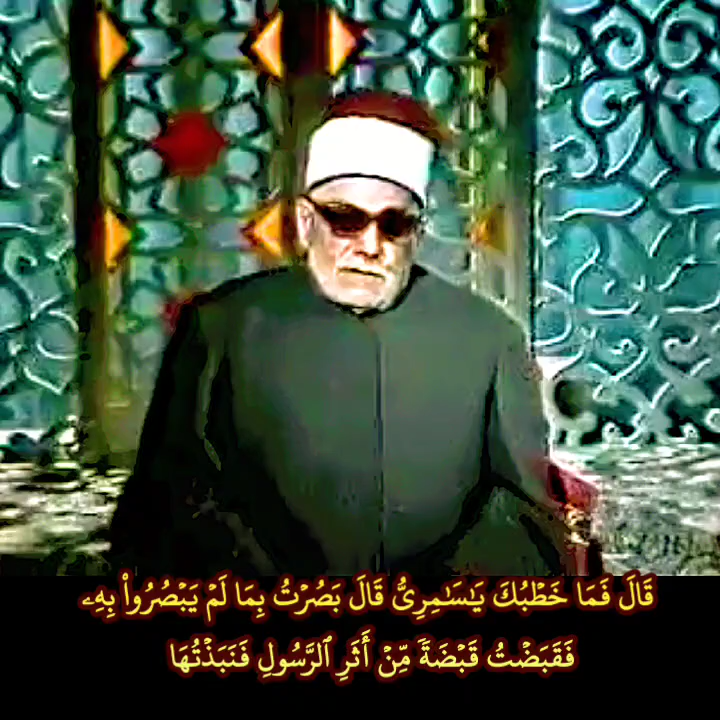 قَالَ فَمَا خَطْبُكَ يَـٰسَـٰمِرِىُّ قَالَ بَصُرْتُ بِمَا لَمْ يَبْصُرُوا۟ بِهِۦ
فَقَبَضْتُ قَبْضَةً مِّنْ أَثَرِ ٱلرَّسُولِ فَنَبَذْتُهَا